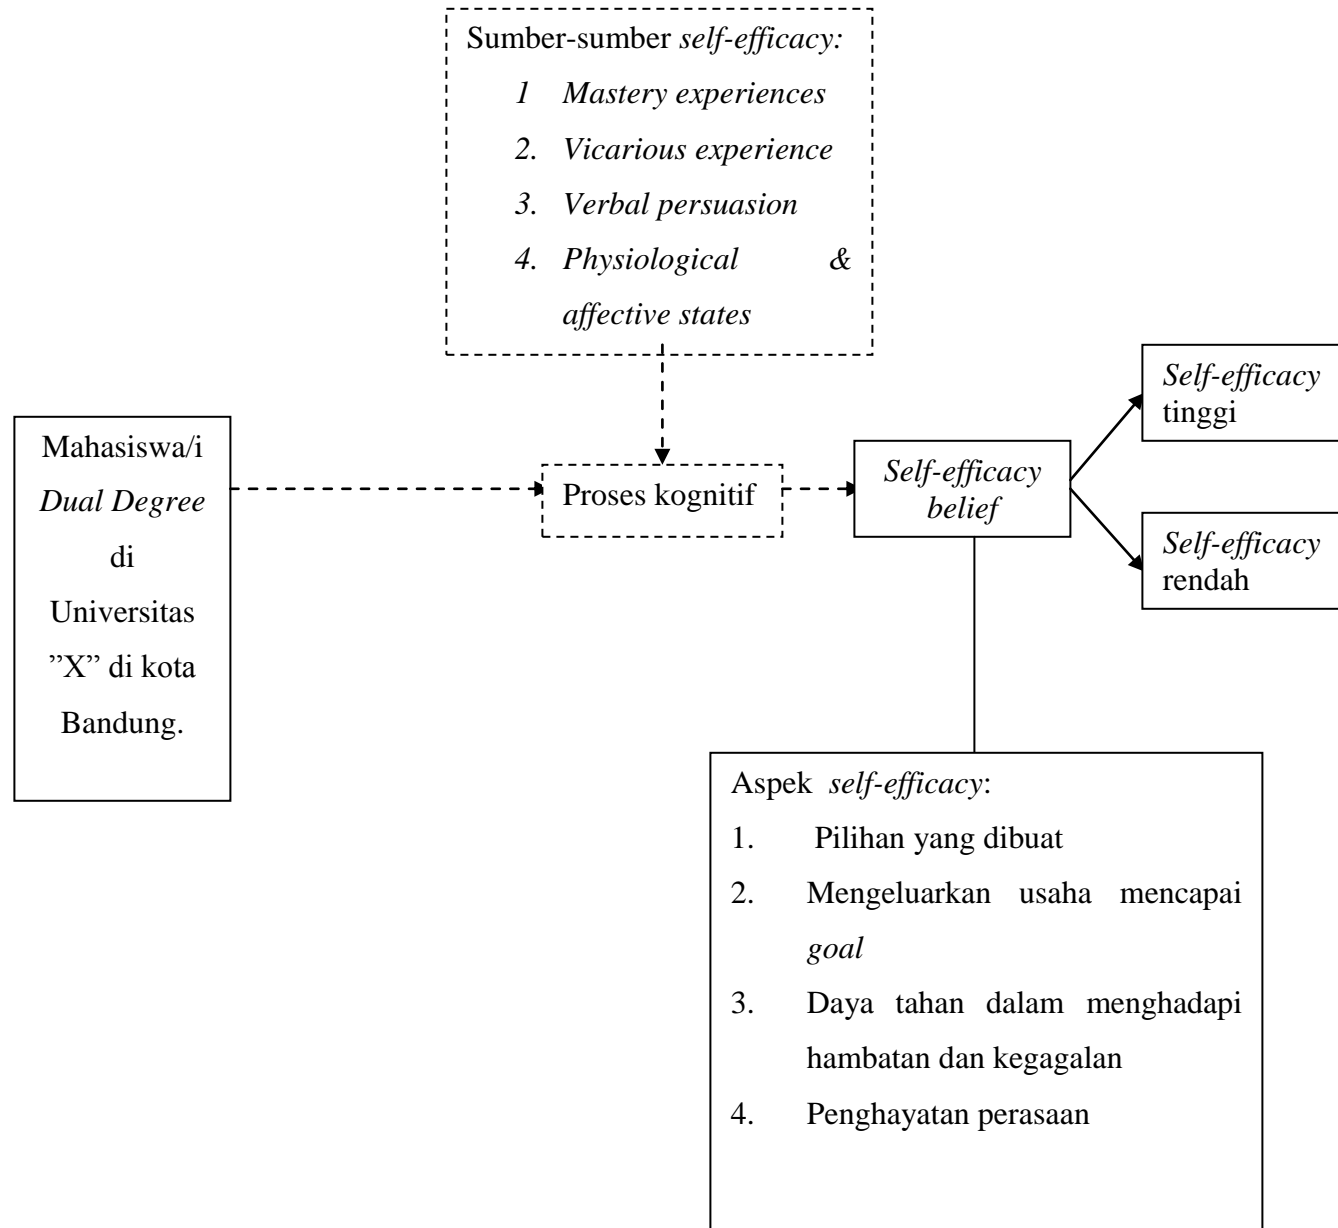 Sumber-sumber self-efficacy:
1 Mastery experiences
2. Vicarious experience
3. Verbal persuasion
4. Physiological &
affective states
Mahasiswa/i
Dual Degree
di
Universitas
”X” di kota
Bandung.
Proses kognitif
Self-efficacy
belief
Self-efficacy
tinggi
Self-efficacy
rendah
Aspek self-efficacy:
1. Pilihan yang dibuat
2. Mengeluarkan usaha mencapai
goal
3. Daya tahan dalam menghadapi
hambatan dan kegagalan
4. Penghayatan perasaan